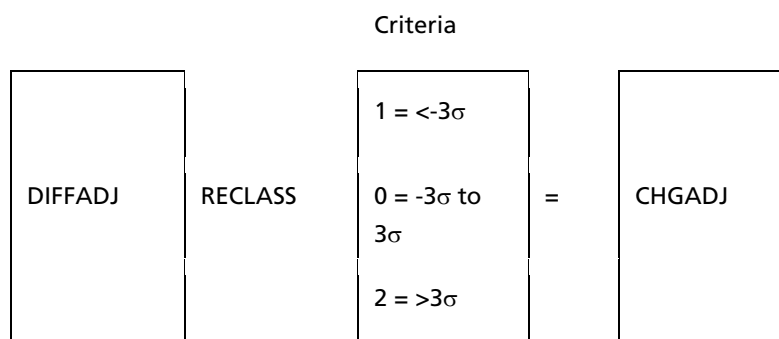 Criteria
1 = <-3σ
DIFFADJ RECLASS 0 = -3σ to = CHGADJ
3σ
2 = >3σ